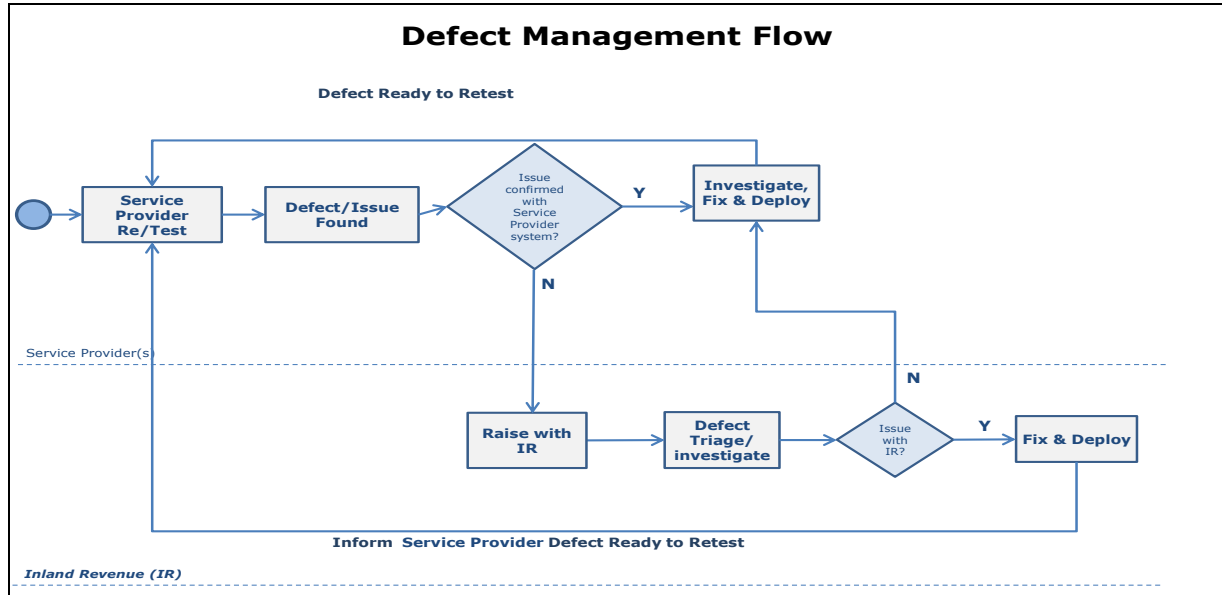 Defect Management Flow
Defect Ready to Retest
Service
Provider
Re/Test
Defect/Issue
Found
Issue
confirmed
with
Service
Provider
system?
Y
Investigate,
Fix & Deploy
N
Service Provider(s)
N
Raise with
IR
Defect
Triage/
investigate
Issue
with
IR?
Y
Fix & Deploy
Inform Service Provider Defect Ready to Retest
Inland Revenue (IR)